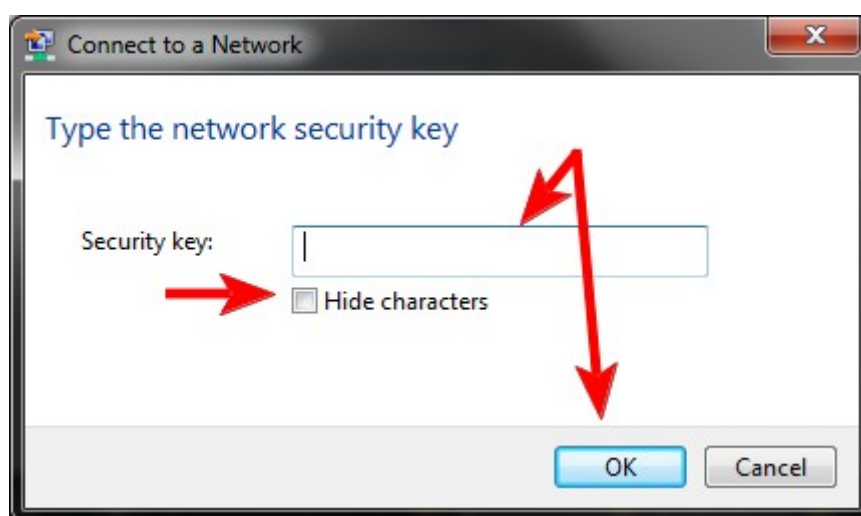 Connect to a Network
Type the network security key
Security key:
Hide characters
OK Cancel